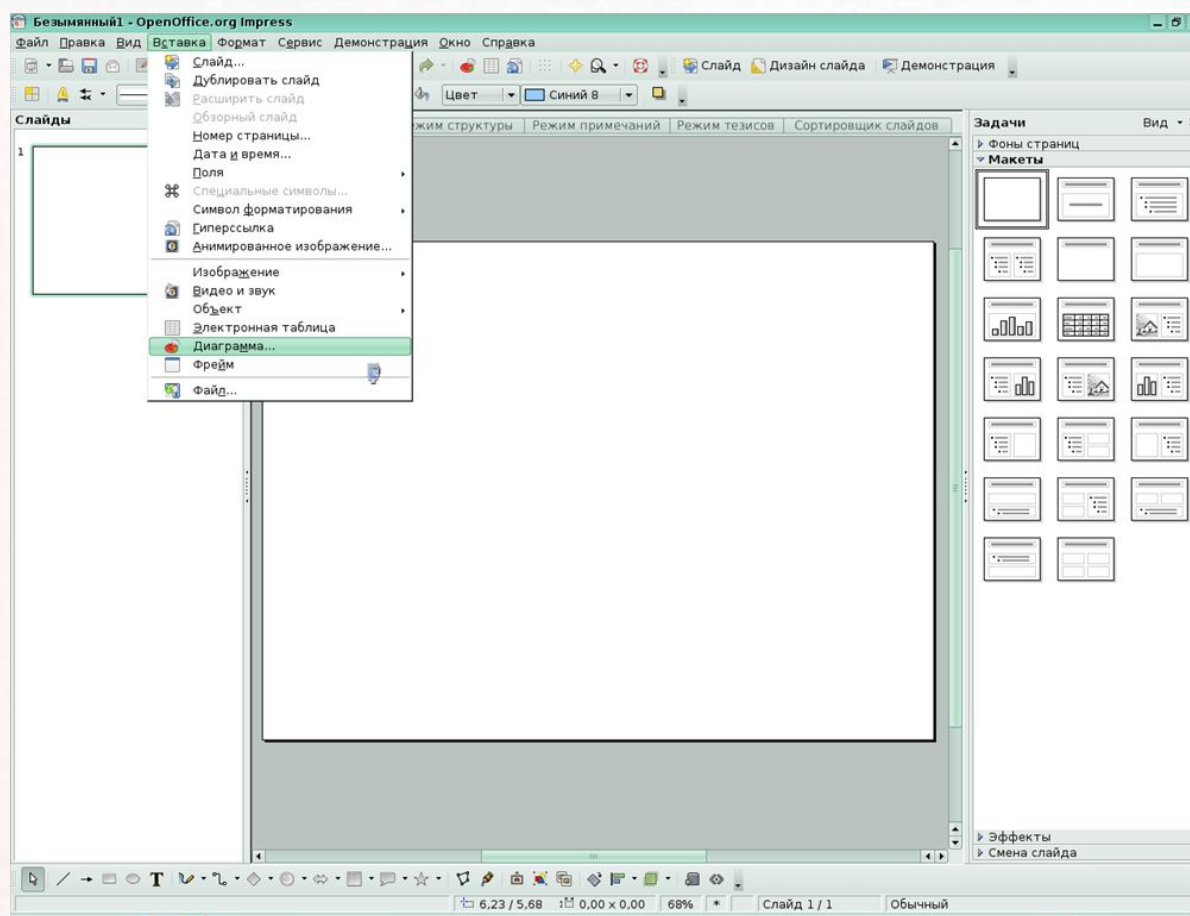 Безымянный1 - OpenOffice.org Impress
Файл Правка Вид Вставка Формат Сервис Демонстрация Окно Справка
Слайд Дизайн слайда Демонстрация
Цвет Синий 8
Слайд...
Дублировать слайд
Расширить слайд
Обзорный слайд
Номер страницы...
Дата и время...
Поля
Специальные символы...
Символ форматирования
Гиперссылка
Анимированное изображение...
Изображение
Видео и звук
Объект
Электронная таблица
Диаграмма...
Фрейм
Файл...
Слайды
1
структуры Режим примечаний Режим тезисов Сортировщик слайдов
Задачи Вид
Фоны страниц
Макеты
Эффекты
Смена слайда
T
6,23 / 5,68 0,00 x 0,00 68% * Слайд 1 / 1 Обычный